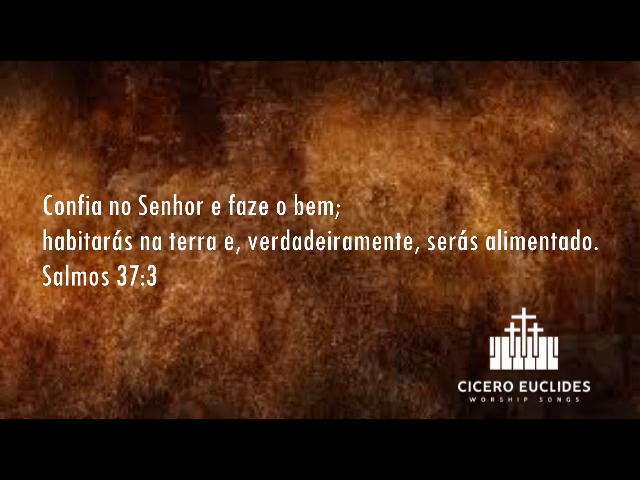 Confia no Senhor e faze o bem;
habitarás na terra e, verdadeiramente, serás alimentado.
Salmos 37:3
CICERO EUCLIDES
WORSHIP SONGS